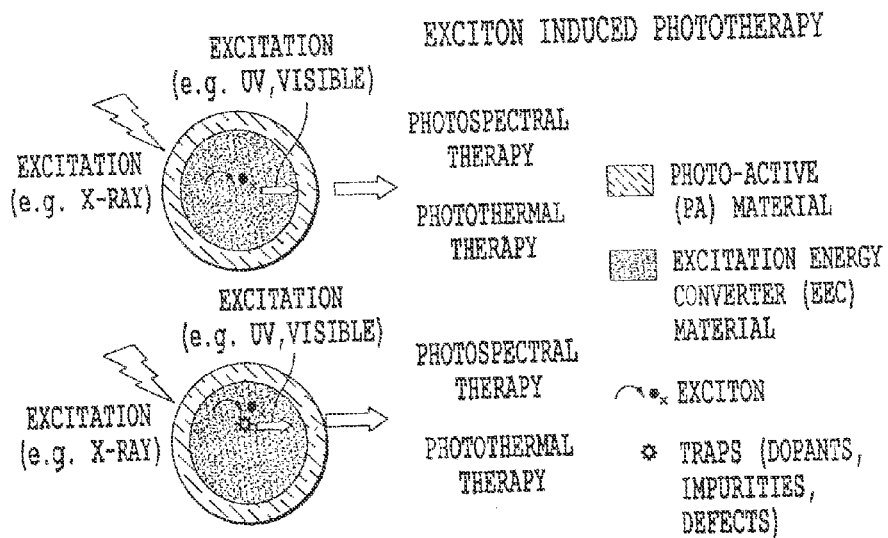 EXCITON INDUCED PHOTOTHERAPY
EXCITATION
(e.g. UV,VISIBLE)
EXCITATION
(e.g. X-RAY)
PHOTOSPECTRAL
THERAPY
PHOTOTHERMAL
THERAPY
EXCITATION
(e.g. UV,VISIBLE)
EXCITATION
(e.g. X-RAY)
PHOTOSPECTRAL
THERAPY
PHOTOTHERMAL
THERAPY
PHOTO-ACTIVE
(PA) MATERIAL
EXCITATION ENERGY
CONVERTER (EEC)
MATERIAL
EXCITON
TRAPS (DOPANTS,
IMPURITIES,
DEFECTS)